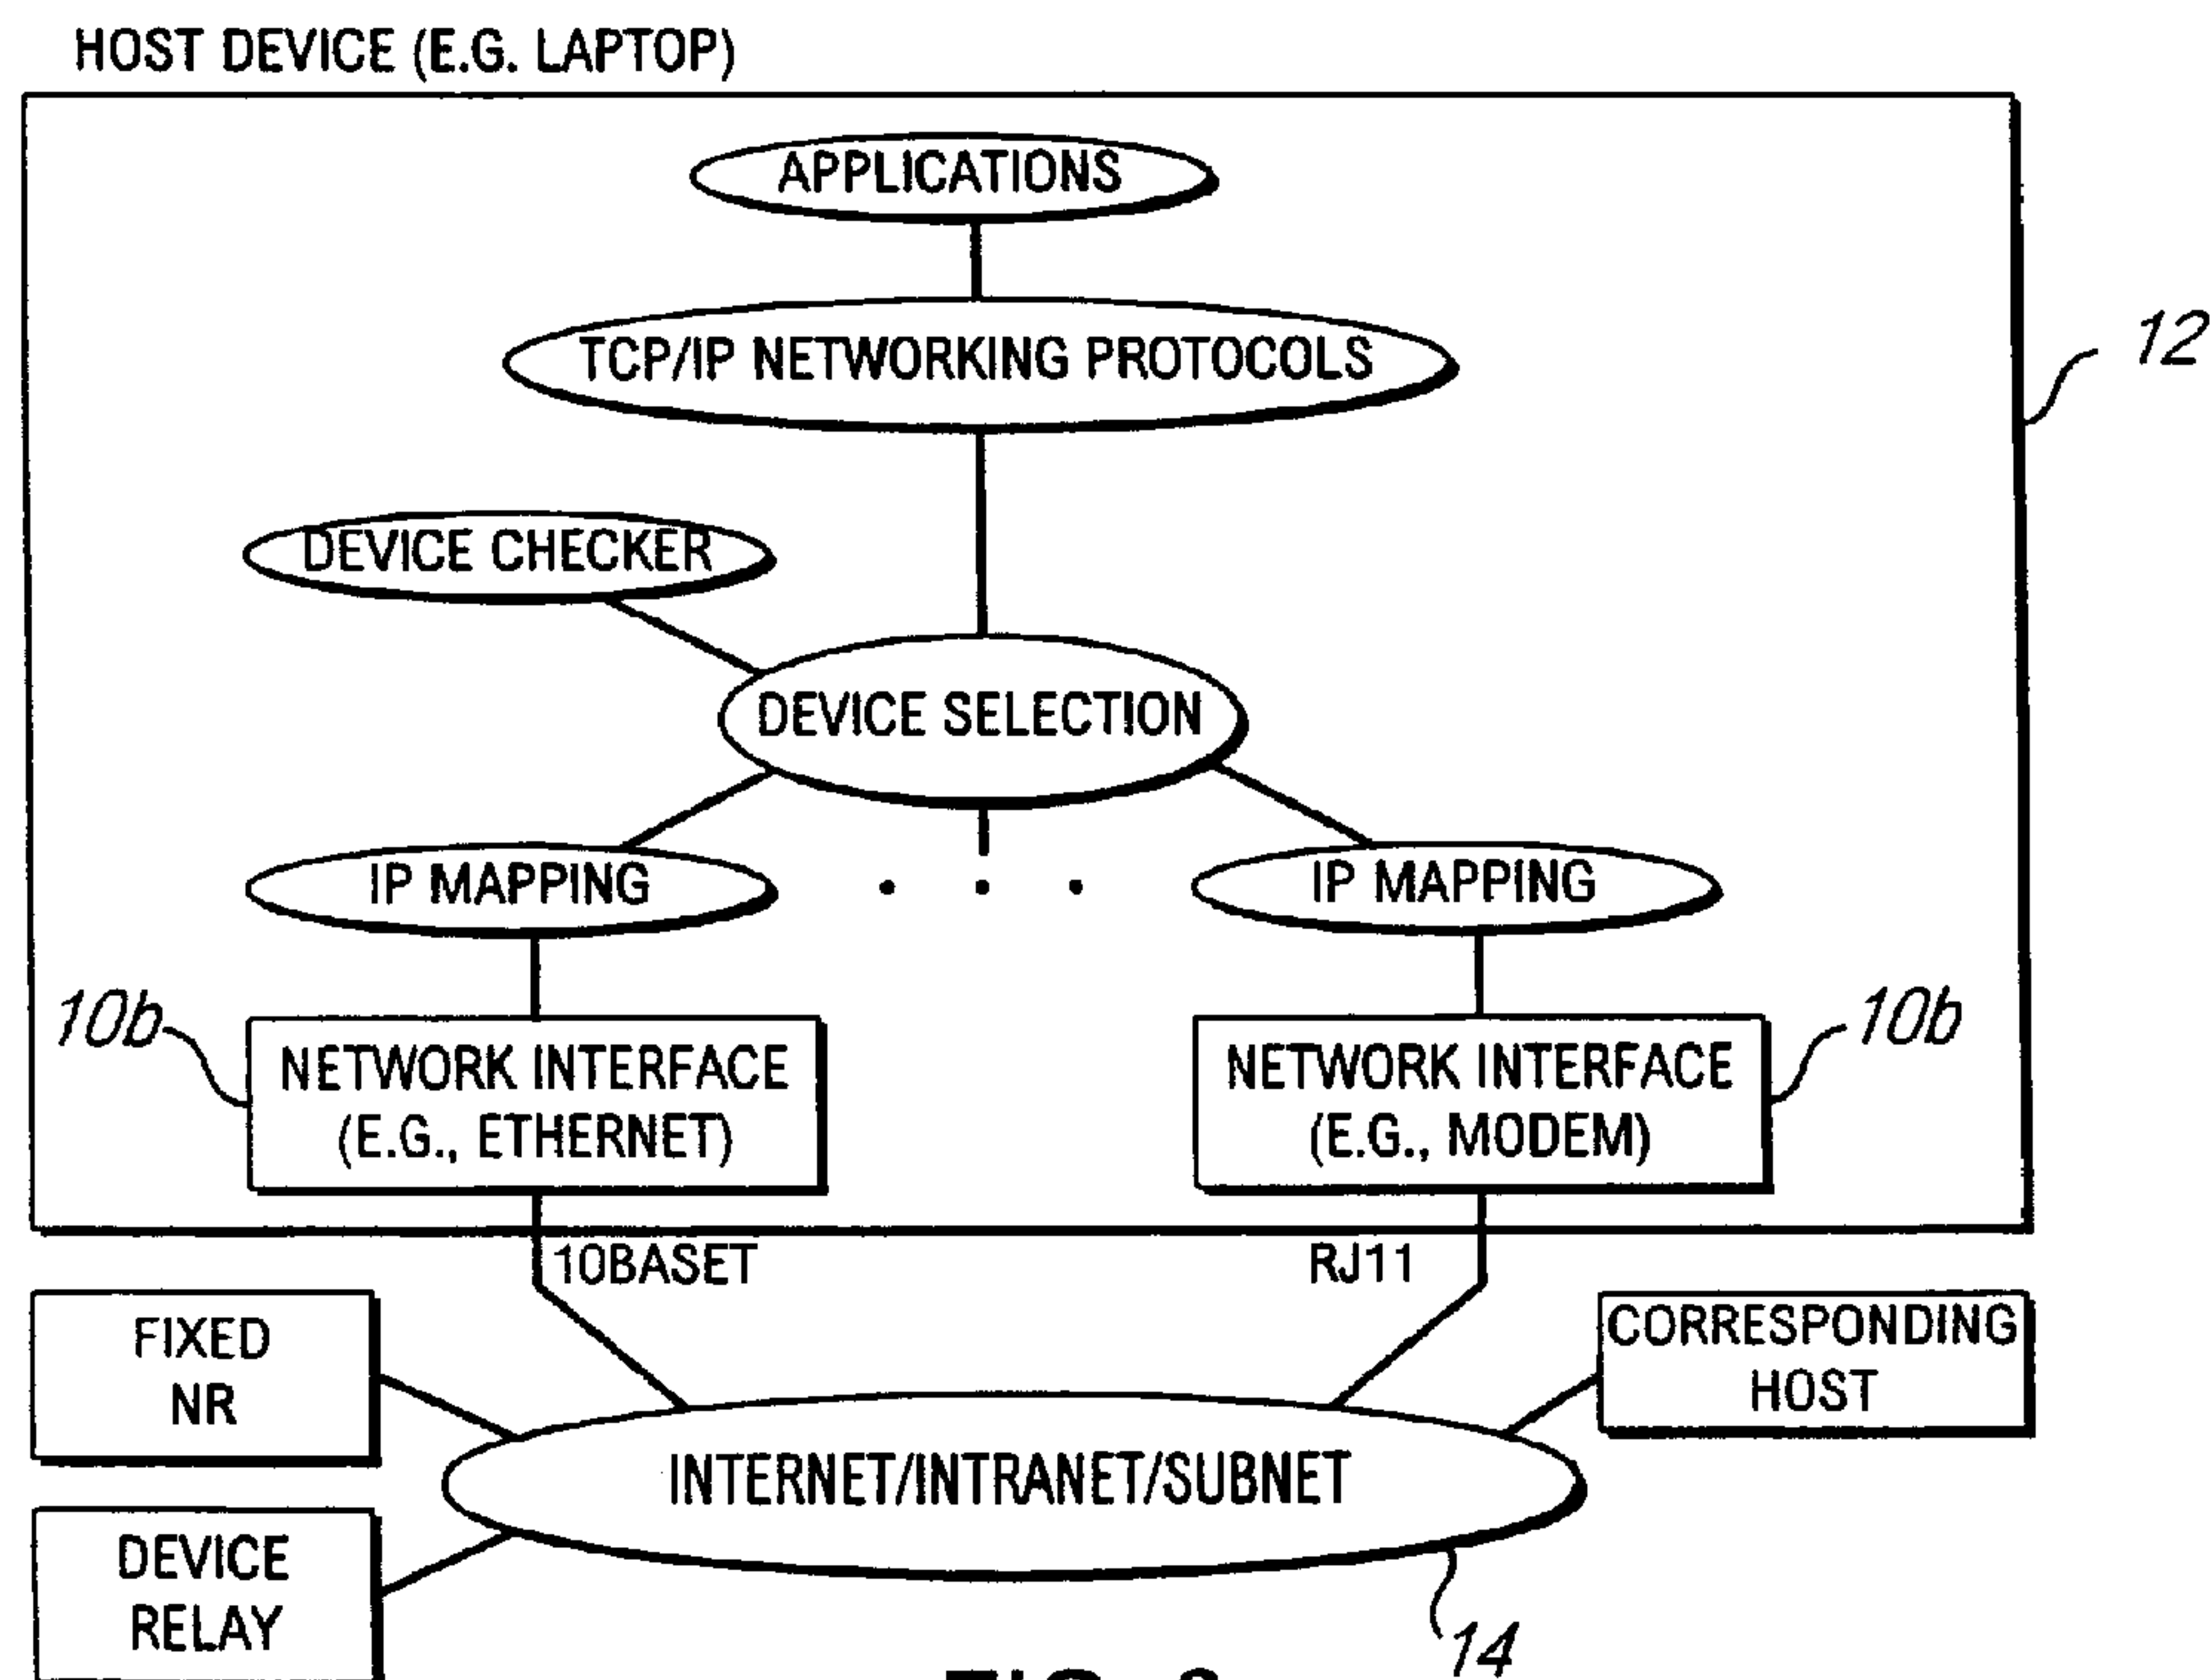 HOST DEVICE (E.G. LAPTOP)
APPLICATIONS
TCP/IP NETWORKING PROTOCOLS
12
DEVICE CHECKER
DEVICE SELECTION
IP MAPPING
IP MAPPING
10b
NETWORK INTERFACE
(E.G., ETHERNET)
NETWORK INTERFACE
(E.G., MODEM)
10b
10BASET
RJ11
FIXED
NR
CORRESPONDING
HOST
INTERNET/INTRANET/SUBNET
DEVICE
RELAY
14
FIG.